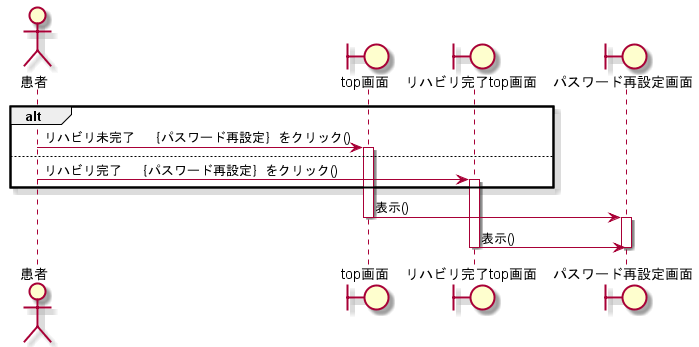 患者
top画面
リハビリ完了top画面
パスワード再設定画面
alt
リハビリ未完了　{パスワード再設定}をクリック()
リハビリ完了　{パスワード再設定}をクリック()
表示()
表示()
患者
top画面
リハビリ完了top画面
パスワード再設定画面